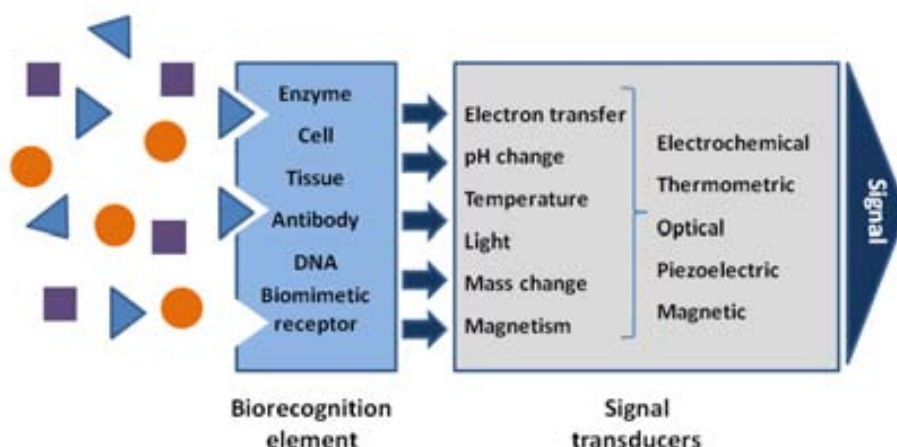 Enzyme
Cell
Tissue
Antibody
DNA
Biomimetic
receptor
Electron transfer
pH change
Temperature
Light
Mass change
Magnetism
Electrochemical
Thermometric
Optical
Piezoelectric
Magnetic
Signal
Biorecognition
element
Signal
transducers